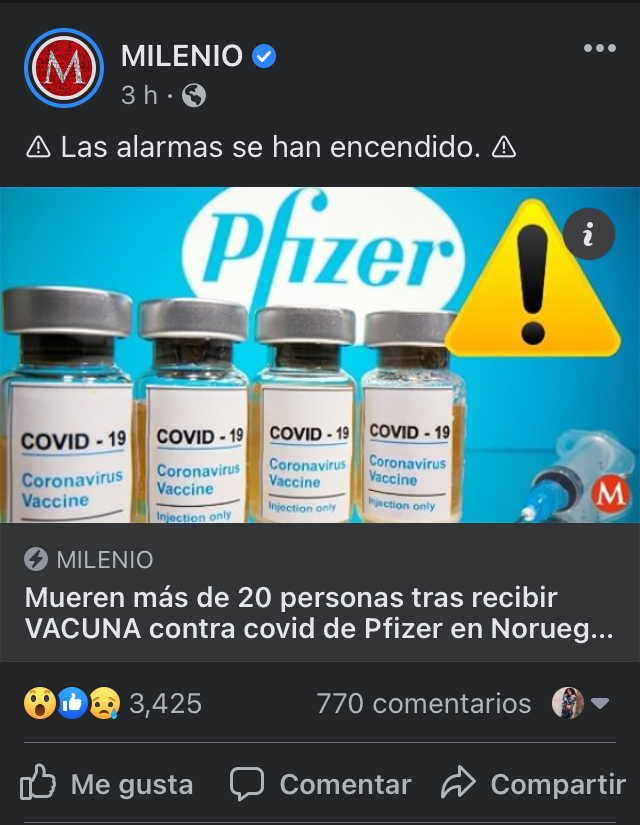 MILENIO
3 h ·
⚠ Las alarmas se han encendido. ⚠
Pfizer
COVID - 19
Coronavirus
Vaccine
COVID - 19
Coronavirus
Vaccine
Injection only
COVID - 19
Coronavirus
Vaccine
Injection only
COVID - 19
Coronavirus
Vaccine
Injection only
M
MILENIO
Mueren más de 20 personas tras recibir
VACUNA contra covid de Pfizer en Norueg...
3,425
770 comentarios
Me gusta
Comentar
Compartir